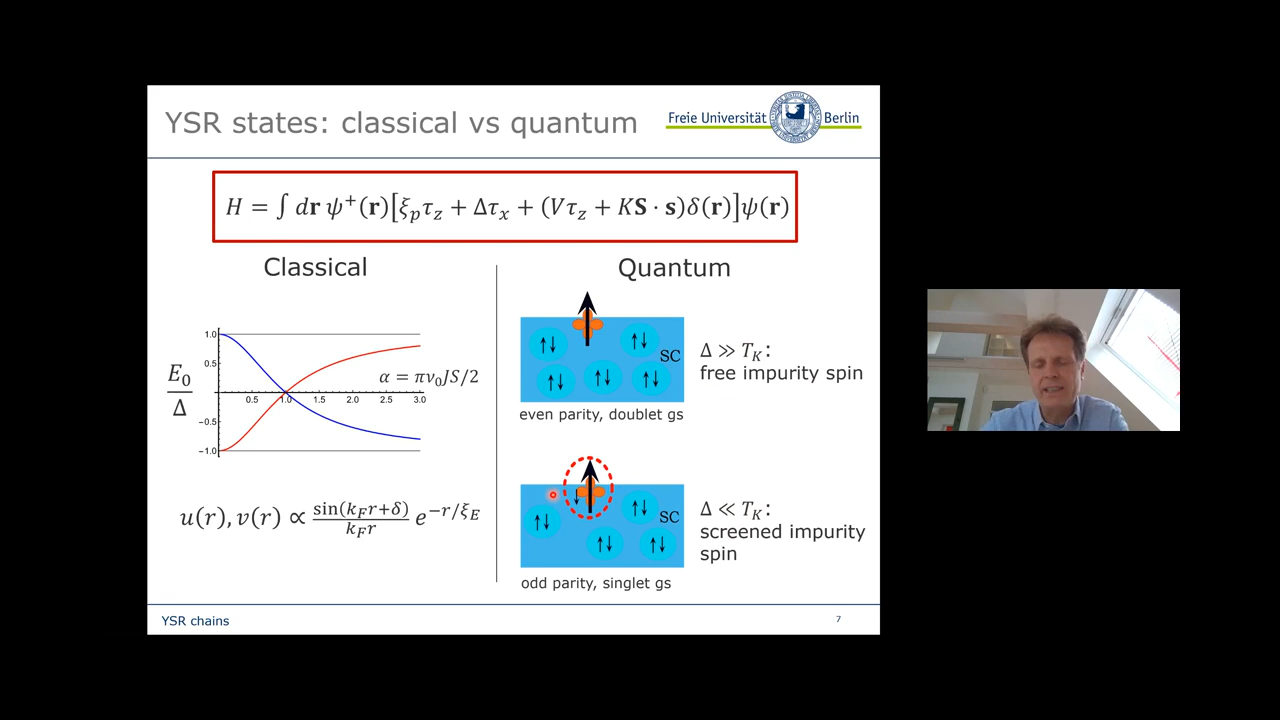 YSR states: classical vs quantum
Freie Universität Berlin
H = ∫ d𝐫 ψ⁺(𝐫)[ξₚτ_z + Δτₓ + (Vτ_z + K𝐒 · 𝐬)δ(𝐫)]ψ(𝐫)
Classical
E₀/Δ
1.0
0.5
−0.5
−1.0
0.5 1.0 1.5 2.0 2.5 3.0
α = πν₀JS/2
u(r), v(r) ∝ sin(k_F r+δ)/k_F r e^{−r/ξ_E}
Quantum
↑↓ ↑↓ SC
↑↓ ↑↓ ↑↓
even parity, doublet gs
Δ ≫ T_K:
free impurity spin
↓ ↑↓ SC
↑↓
↑↓ ↑↓
odd parity, singlet gs
Δ ≪ T_K:
screened impurity
spin
YSR chains
7